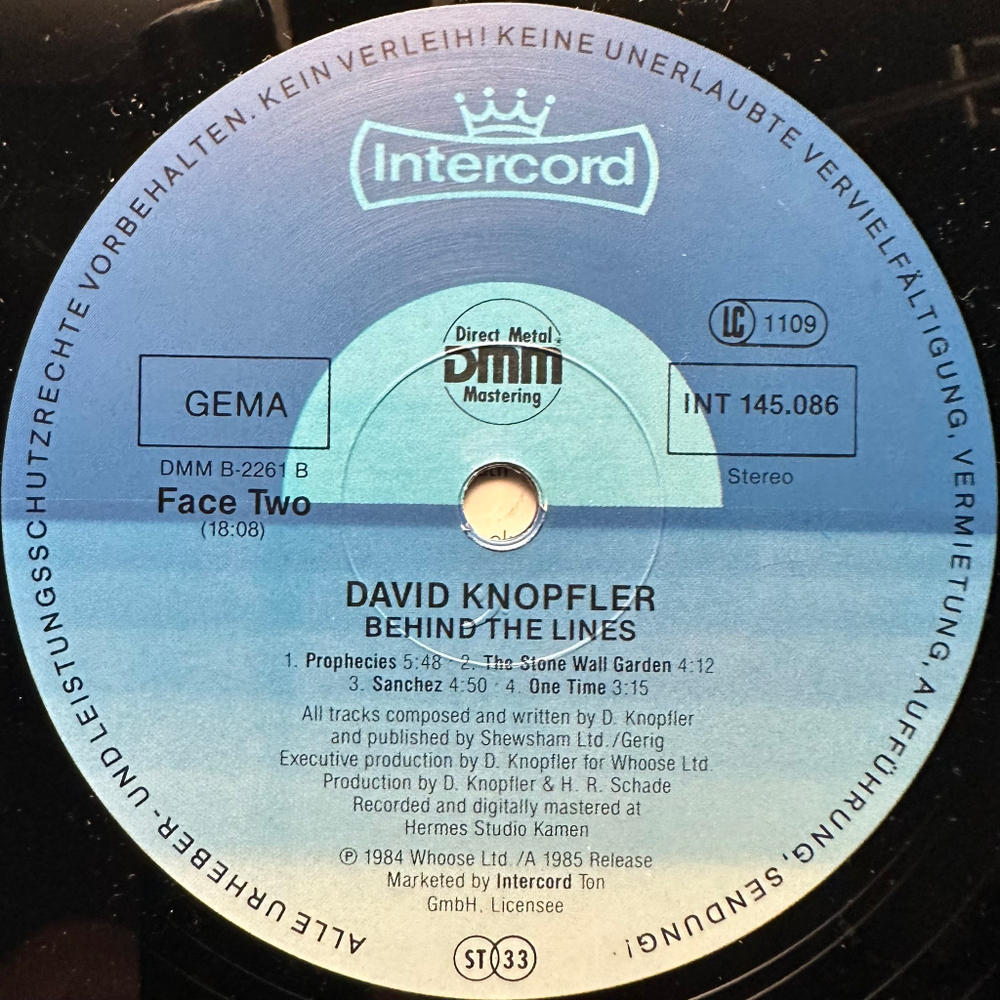 ALLE URHEBER- UND LEISTUNGSSCHUTZRECHTE VORBEHALTEN. KEIN VERLEIH! KEINE UNERLAUBTE VERVIELFÄLTIGUNG, VERMIETUNG, AUFFÜHRUNG, SENDUNG!
Intercord
LC 1109
Direct Metal
DMM
Mastering
GEMA
INT 145.086
DMM B-2261 B
Stereo
Face Two
(18:08)
DAVID KNOPFLER
BEHIND THE LINES
1. Prophecies 5:48 · 2. The Stone Wall Garden 4:12
3. Sanchez 4:50 · 4. One Time 3:15
All tracks composed and written by D. Knopfler
and published by Shewsham Ltd./Gerig
Executive production by D. Knopfler for Whoose Ltd.
Production by D. Knopfler & H. R. Schade
Recorded and digitally mastered at
Hermes Studio Kamen
℗ 1984 Whoose Ltd./A 1985 Release
Marketed by Intercord Ton
GmbH, Licensee
ST 33